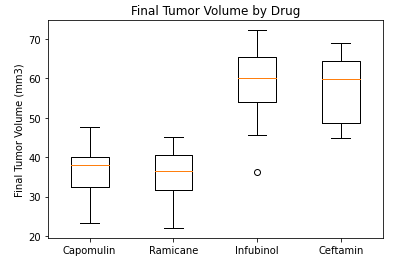 Final Tumor Volume by Drug
Final Tumor Volume (mm3)
70
60
50
40
30
20
Capomulin Ramicane Infubinol Ceftamin